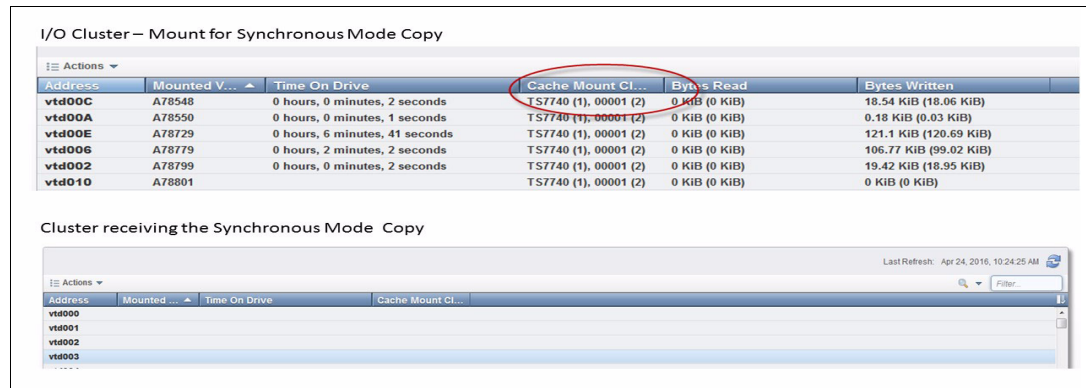 I/O Cluster – Mount for Synchronous Mode Copy
Actions
Address Mounted V... Time On Drive Cache Mount Cl... Bytes Read Bytes Written
vtd00C A78548 0 hours, 0 minutes, 2 seconds TS7740 (1), 00001 (2) 0 KiB (0 KiB) 18.54 KiB (18.06 KiB)
vtd00A A78550 0 hours, 0 minutes, 1 seconds TS7740 (1), 00001 (2) 0 KiB (0 KiB) 0.18 KiB (0.03 KiB)
vtd00E A78729 0 hours, 6 minutes, 41 seconds TS7740 (1), 00001 (2) 0 KiB (0 KiB) 121.1 KiB (120.69 KiB)
vtd006 A78779 0 hours, 2 minutes, 2 seconds TS7740 (1), 00001 (2) 0 KiB (0 KiB) 106.77 KiB (99.02 KiB)
vtd002 A78799 0 hours, 0 minutes, 2 seconds TS7740 (1), 00001 (2) 0 KiB (0 KiB) 19.42 KiB (18.95 KiB)
vtd010 A78801 TS7740 (1), 00001 (2) 0 KiB (0 KiB) 0 KiB (0 KiB)
Cluster receiving the Synchronous Mode Copy
Last Refresh: Apr 24, 2016, 10:24:25 AM
Actions Filter...
Address Mounted ... Time On Drive Cache Mount Cl...
vtd000
vtd001
vtd002
vtd003